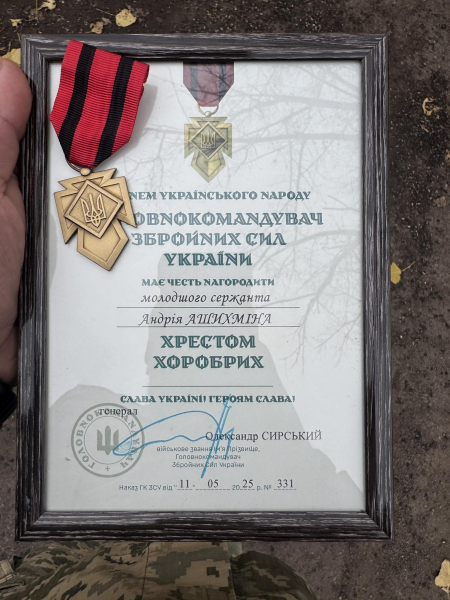 ІМЕНЕМ УКРАЇНСЬКОГО НАРОДУ
ГОЛОВНОКОМАНДУВАЧ
ЗБРОЙНИХ СИЛ
УКРАЇНИ
МАЄ ЧЕСТЬ НАГОРОДИТИ
молодшого сержанта
Андрія АШИХМІНА
ХРЕСТОМ
ХОРОБРИХ
СЛАВА УКРАЇНІ! ГЕРОЯМ СЛАВА!
генерал
Олександр СИРСЬКИЙ
військове звання, ім'я, прізвище,
Головнокомандувач
Збройних Сил України
Наказ ГК ЗСУ від "11" 05 2025 р. № 331